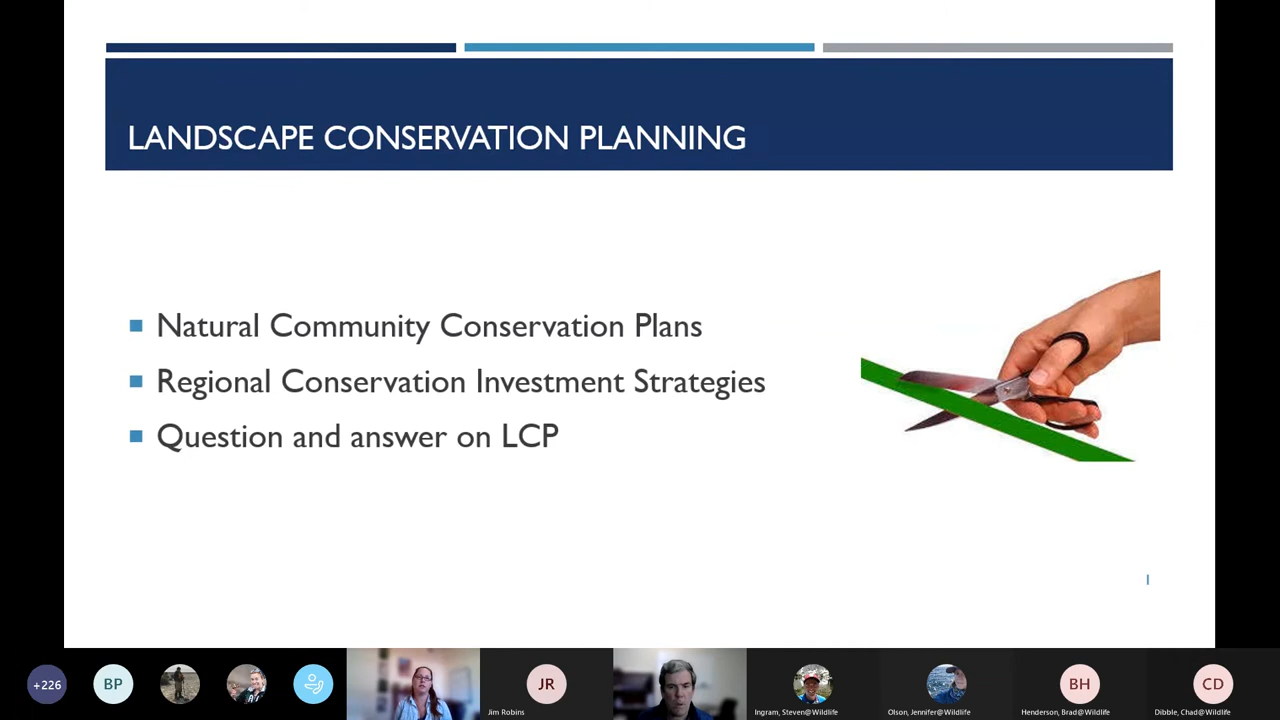 LANDSCAPE CONSERVATION PLANNING
Natural Community Conservation Plans
Regional Conservation Investment Strategies
Question and answer on LCP
1
+226
BP
JR
Jim Robins
Ingram, Steven@Wildlife
Olson, Jennifer@Wildlife
BH
Henderson, Brad@Wildlife
CD
Dibble, Chad@Wildlife